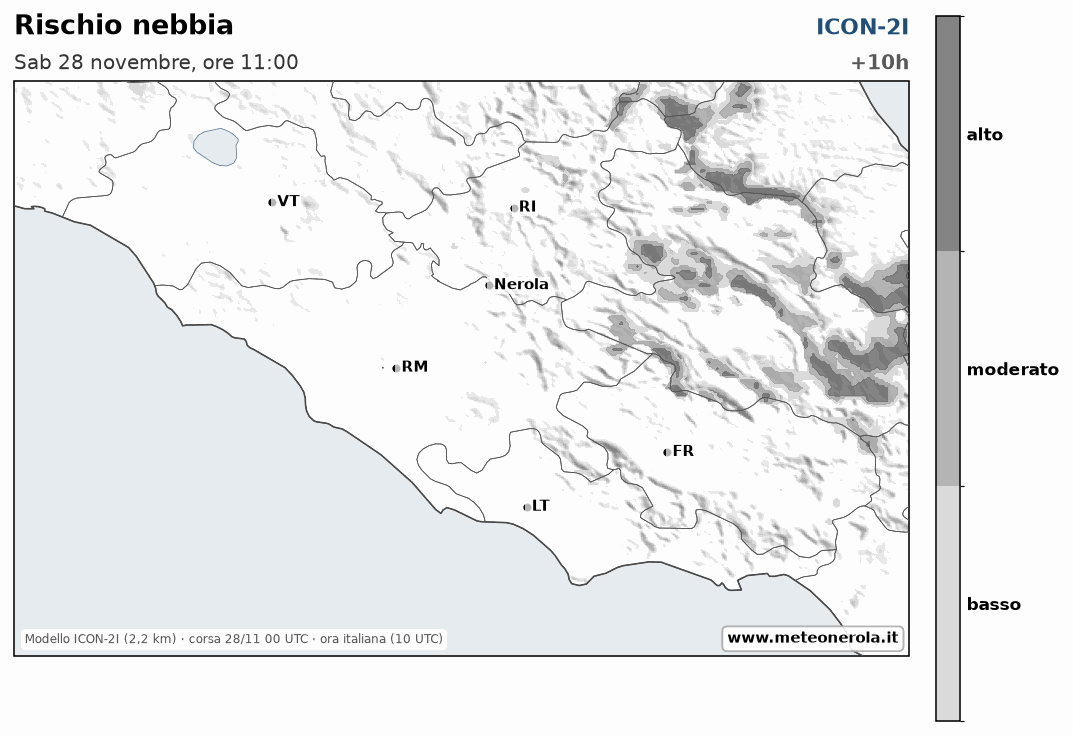 Rischio nebbia
ICON-2I
Sab 28 novembre, ore 11:00
+10h
alto
VT
RI
Nerola
RM
moderato
FR
LT
basso
Modello ICON-2I (2,2 km) · corsa 28/11 00 UTC · ora italiana (10 UTC)
www.meteonerola.it